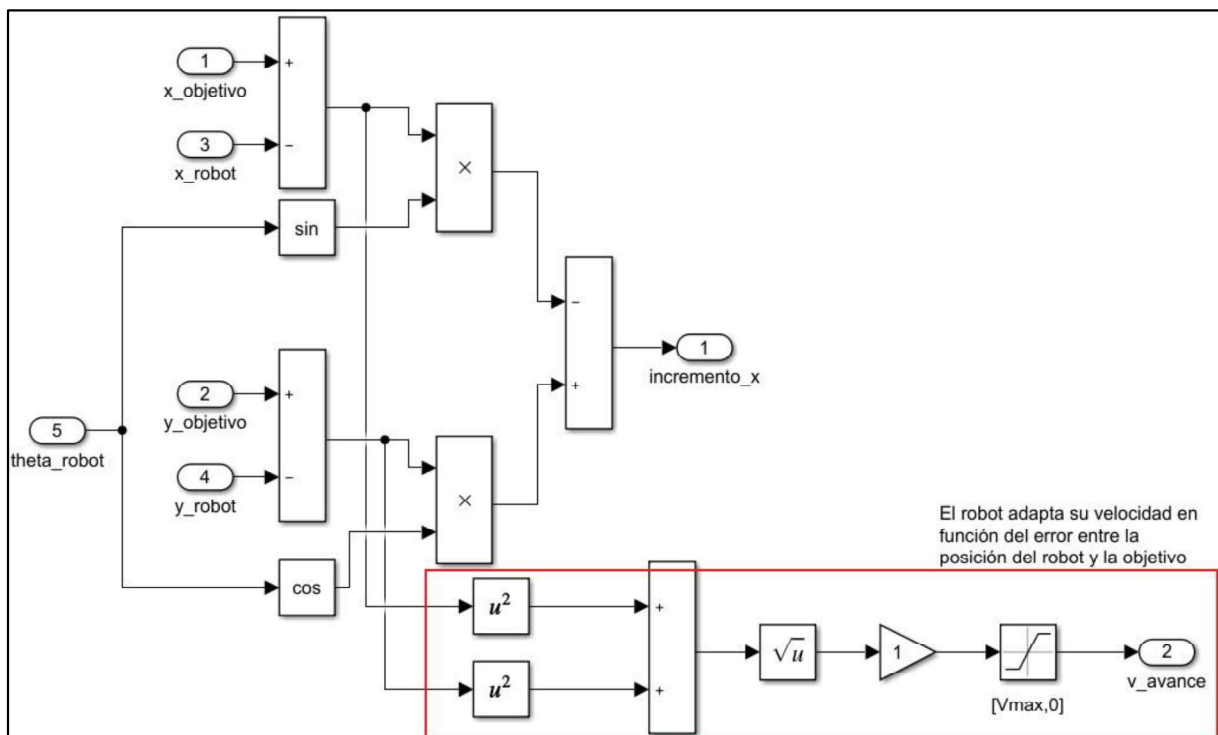 1
+
x_objetivo
3
−
x_robot
×
sin
−
1
+
incremento_x
2
+
y_objetivo
5
theta_robot
4
−
y_robot
×
cos
El robot adapta su velocidad en
función del error entre la
posición del robot y la objetivo
u²
+
√u
1
2
v_avance
u²
+
[Vmax,0]